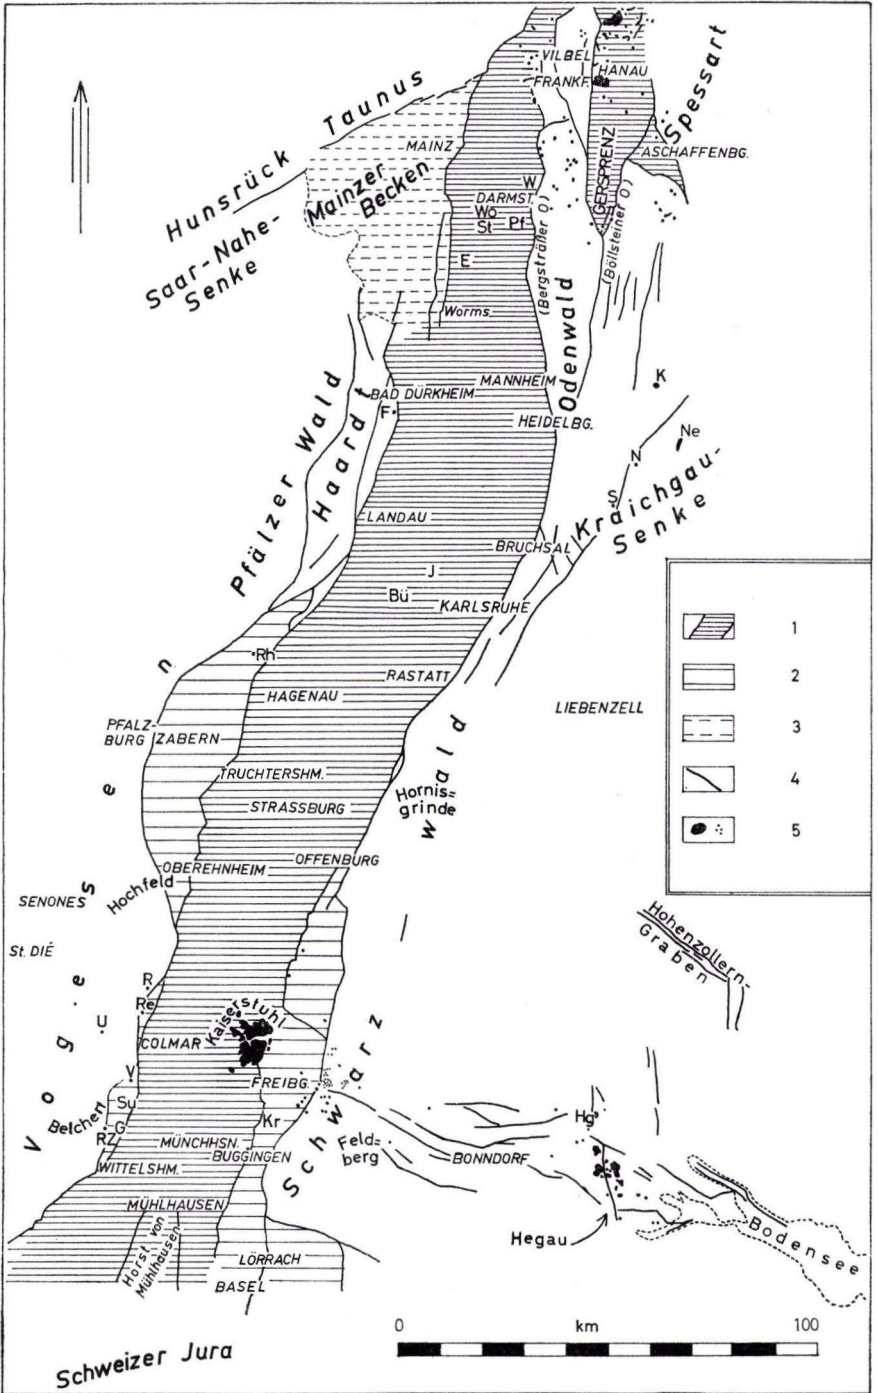 VILBEL
HANAU
FRANKF.
Spessart
Taunus
MAINZ
ASCHAFFENBG.
Hunsrück
Mainzer
Becken
GERSPRENZ
W
DARMST.
Wo
St
Pf
(Bergsträßer O)
(Böllsteiner O)
Saar-Nahe-
Senke
E
Worms
Odenwald
MANNHEIM
K
BAD DÜRKHEIM
F
HEIDELBG.
Pfälzer Wald
Haardt
Ne
N
S
Kraichgau-
Senke
LANDAU
BRUCHSAL
J
Bü
KARLSRUHE
1
Rh
RASTATT
2
HAGENAU
LIEBENZELL
PFALZ-
BURG
ZABERN
3
TRUCHTERSHM.
4
STRASSBURG
Hornis=
grinde
5
OFFENBURG
OBEREHNHEIM
Hochfeld
SENONES
St. DIÉ
Hohenzollern-
Graben
R
Re
Kaiserstuhl
U
COLMAR
Vogesen
V
FREIBG.
Schwarzwald
Su
Belchen
G
RZ
Kr
Hg
MÜNCHHSN.
Feld=
berg
BUGGINGEN
BONNDORF
WITTELSHM.
MÜHLHAUSEN
Horst von
Mühlhausen
Hegau
Bodensee
LÖRRACH
BASEL
0 km 100
Schweizer Jura